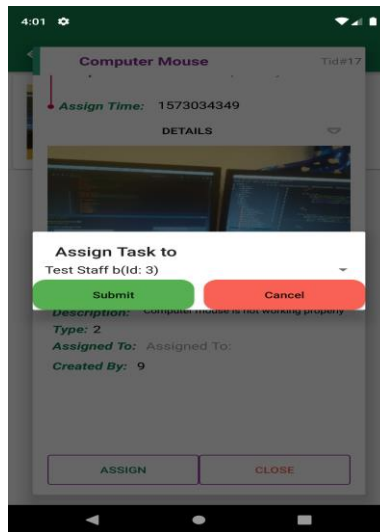 4:01
Computer Mouse Tid#17
Assign Time: 1573034349
DETAILS
Assign Task to
Test Staff b(Id: 3)
Submit Cancel
Description: Computer mouse is not working properly
Type: 2
Assigned To: Assigned To:
Created By: 9
ASSIGN CLOSE